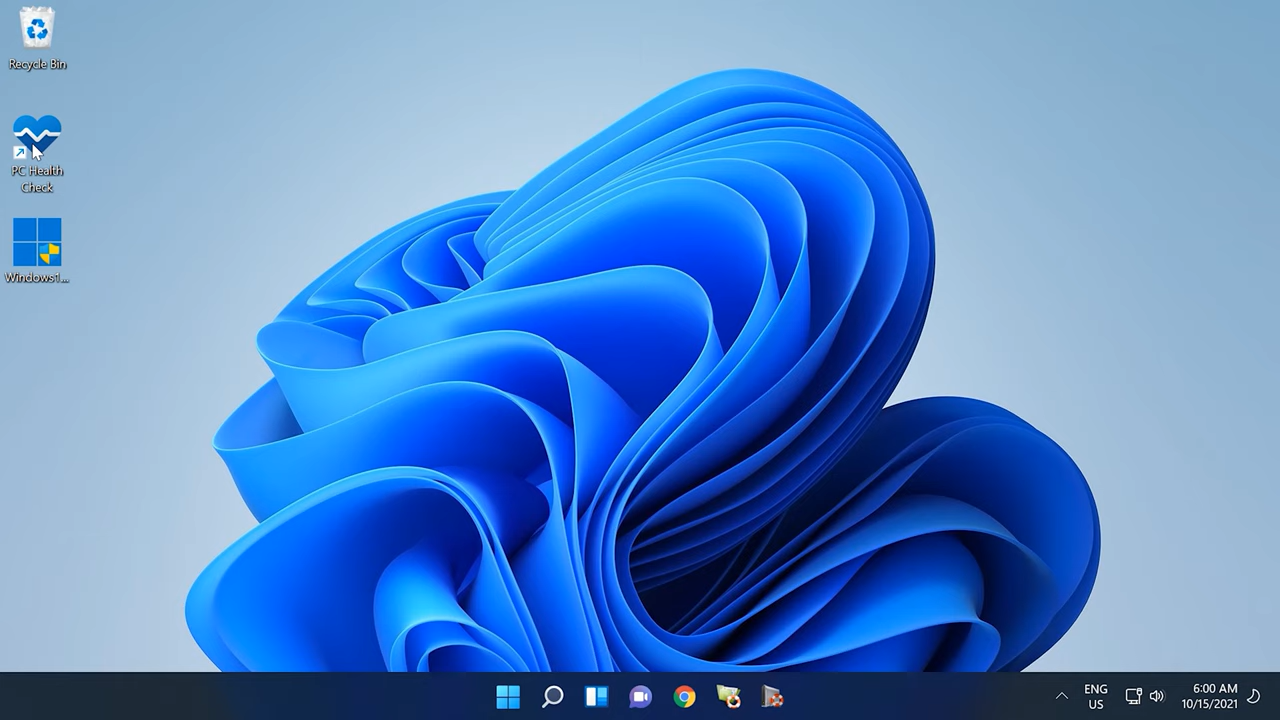 Recycle Bin
PC Health
Check
Windows1...
ENG
US
6:00 AM
10/15/2021